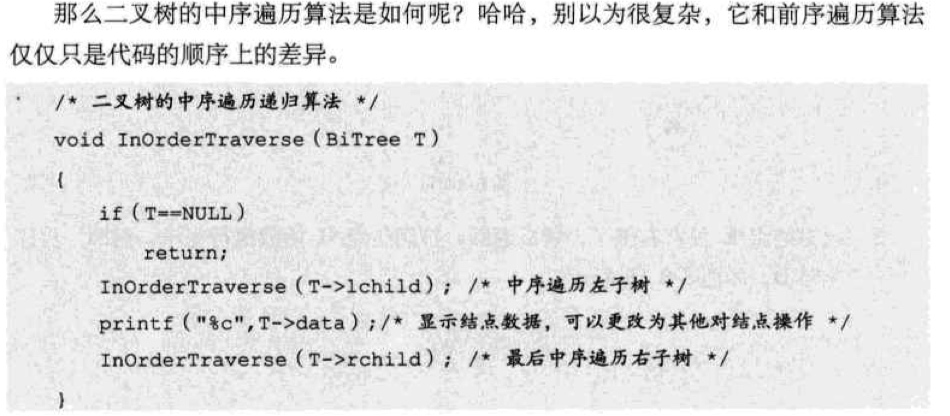 那么二叉树的中序遍历算法是如何呢？哈哈，别以为很复杂，它和前序遍历算法
仅仅只是代码的顺序上的差异。
/* 二叉树的中序遍历递归算法 */
void InOrderTraverse（BiTree T）
{
if（T==NULL）
return;
InOrderTraverse（T->lchild）; /* 中序遍历左子树 */
printf（"%c",T->data）;/* 显示结点数据，可以更改为其他对结点操作 */
InOrderTraverse（T->rchild）; /* 最后中序遍历右子树 */
}